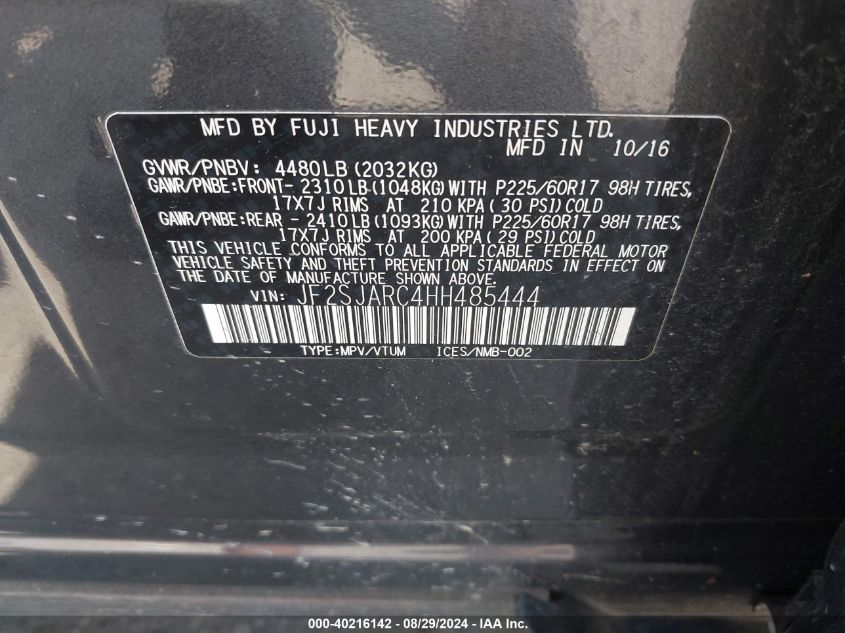 MFD BY FUJI HEAVY INDUSTRIES LTD.
MFD IN 10/16
GVWR/PNBV: 4480LB (2032KG)
GAWR/PNBE:FRONT- 2310LB(1048KG)WITH P225/60R17 98H TIRES,
17X7J RIMS AT 210 KPA( 30 PSI)COLD
GAWR/PNBE:REAR - 2410LB(1093KG)WITH P225/60R17 98H TIRES,
17X7J RIMS AT 200 KPA( 29 PSI)COLD
THIS VEHICLE CONFORMS TO ALL APPLICABLE FEDERAL MOTOR
VEHICLE SAFETY AND THEFT PREVENTION STANDARDS IN EFFECT ON
THE DATE OF MANUFACTURE SHOWN ABOVE.
VIN: JF2SJARC4HH485444
TYPE:MPV/VTUM ICES/NMB-002
000-40216142 - 08/29/2024 - © IAA Inc.